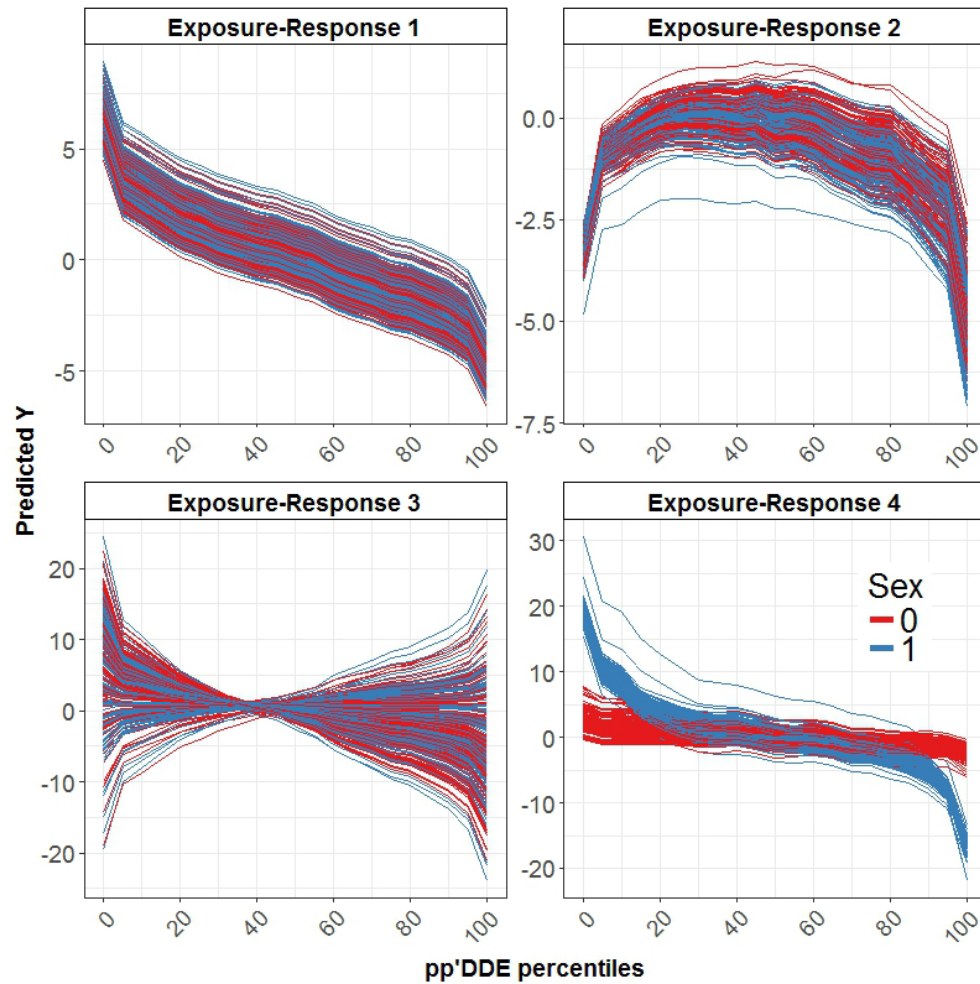 Exposure-Response 1
Exposure-Response 2
5
0
-5
0.0
-2.5
-5.0
-7.5
0 20 40 60 80 100
0 20 40 60 80 100
Predicted Y
Exposure-Response 3
Exposure-Response 4
20
10
0
-10
-20
30
20
10
0
-10
-20
Sex
0
1
0 20 40 60 80 100
0 20 40 60 80 100
pp'DDE percentiles